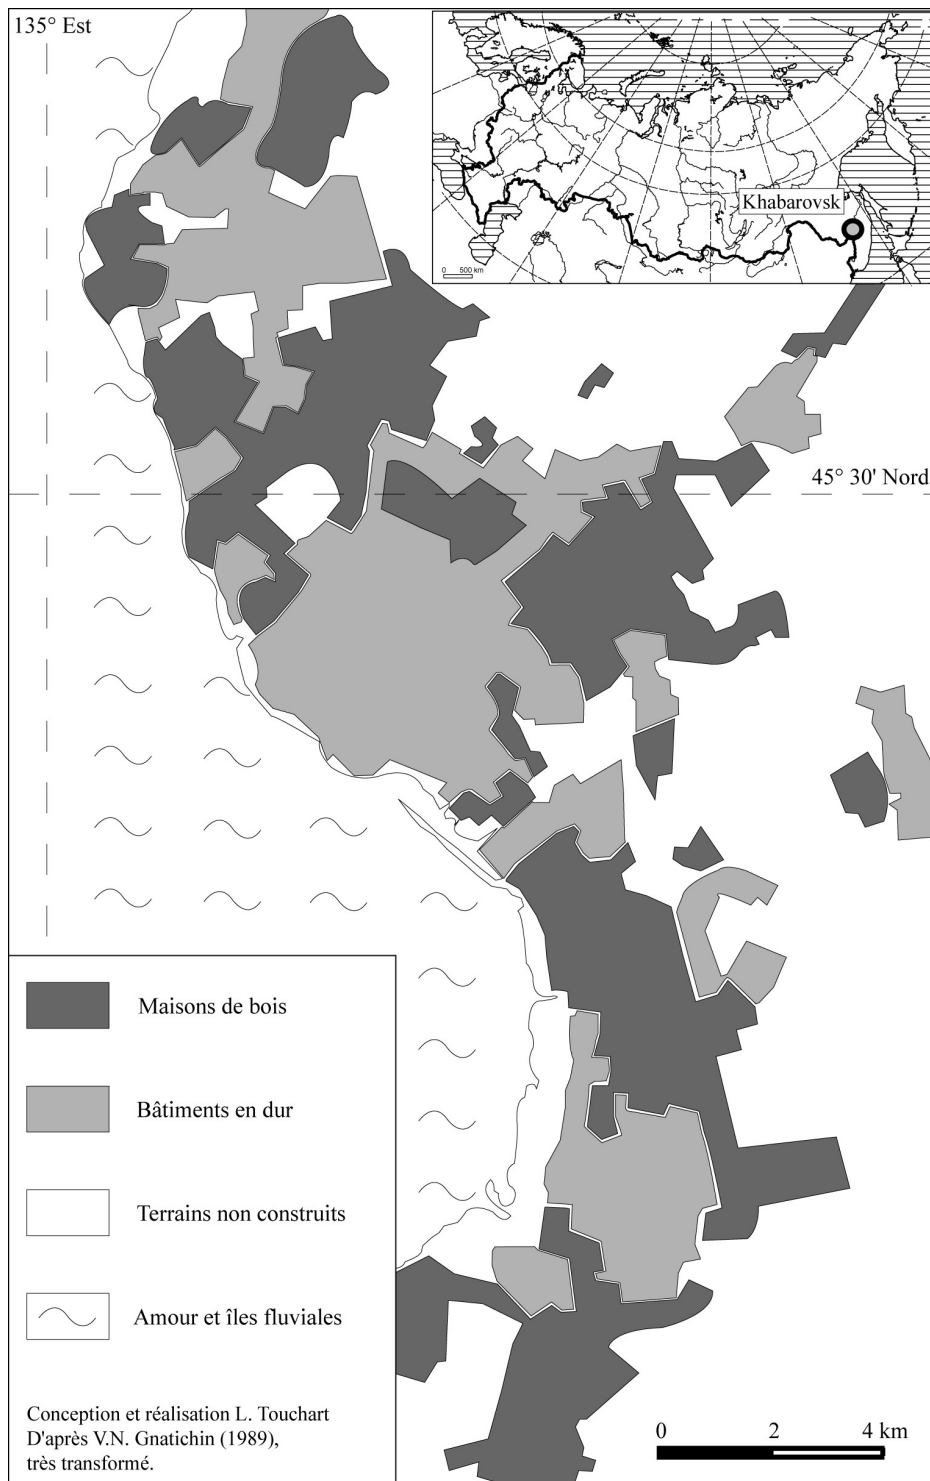 135° Est
Khabarovsk
0 500 km
45° 30' Nord
Maisons de bois
Bâtiments en dur
Terrains non construits
Amour et îles fluviales
Conception et réalisation L. Touchart
D'après V.N. Gnatichin (1989),
très transformé.
0 2 4 km